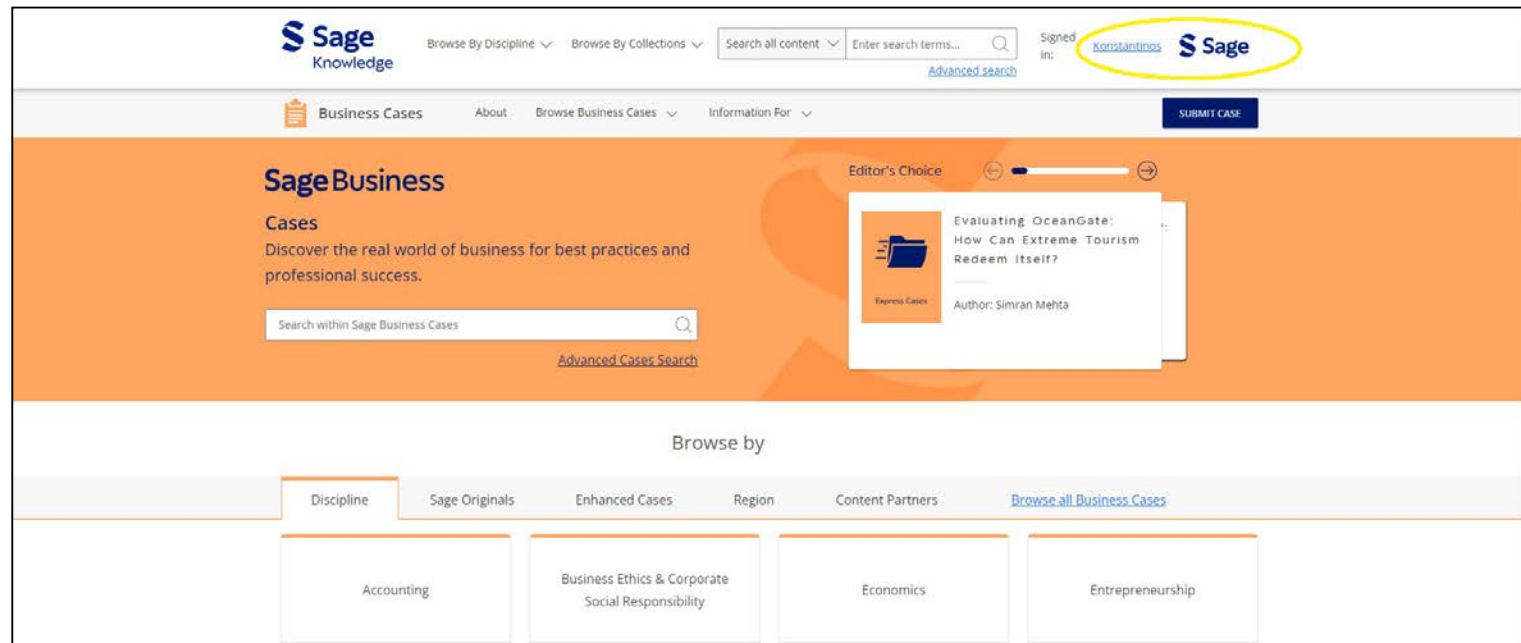 Sage
Knowledge
Browse By Discipline
Browse By Collections
Search all content
Enter search terms...
Advanced search
Signed
in:
Konstantinos
Sage
Business Cases
About
Browse Business Cases
Information For
SUBMIT CASE
Sage Business
Cases
Discover the real world of business for best practices and
professional success.
Search within Sage Business Cases
Advanced Cases Search
Editor's Choice
Express Cases
Evaluating OceanGate:
How Can Extreme Tourism
Redeem Itself?
Author: Simran Mehta
Browse by
Discipline
Sage Originals
Enhanced Cases
Region
Content Partners
Browse all Business Cases
Accounting
Business Ethics & Corporate
Social Responsibility
Economics
Entrepreneurship